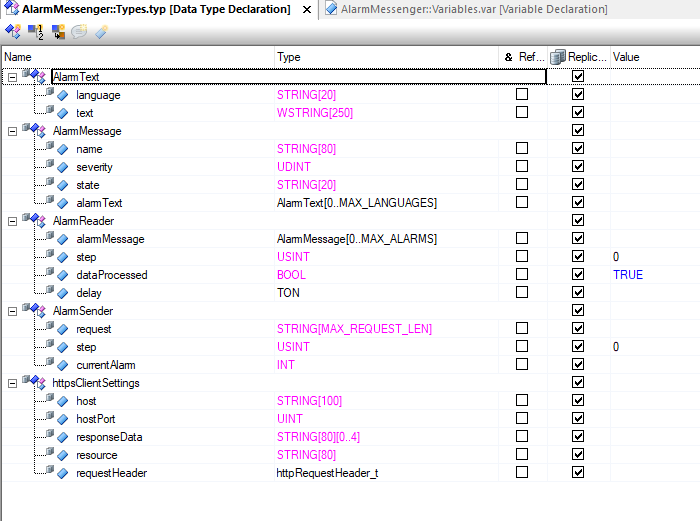 AlarmMessenger::Types.typ [Data Type Declaration] X AlarmMessenger::Variables.var [Variable Declaration]
Name Type & Ref... Replic... Value
AlarmText
language STRING[20]
text WSTRING[250]
AlarmMessage
name STRING[80]
severity UDINT
state STRING[20]
alarmText AlarmText[0..MAX_LANGUAGES]
AlarmReader
alarmMessage AlarmMessage[0..MAX_ALARMS]
step USINT 0
dataProcessed BOOL TRUE
delay TON
AlarmSender
request STRING[MAX_REQUEST_LEN]
step USINT 0
currentAlarm INT
httpsClientSettings
host STRING[100]
hostPort UINT
responseData STRING[80][0..4]
resource STRING[80]
requestHeader httpRequestHeader_t